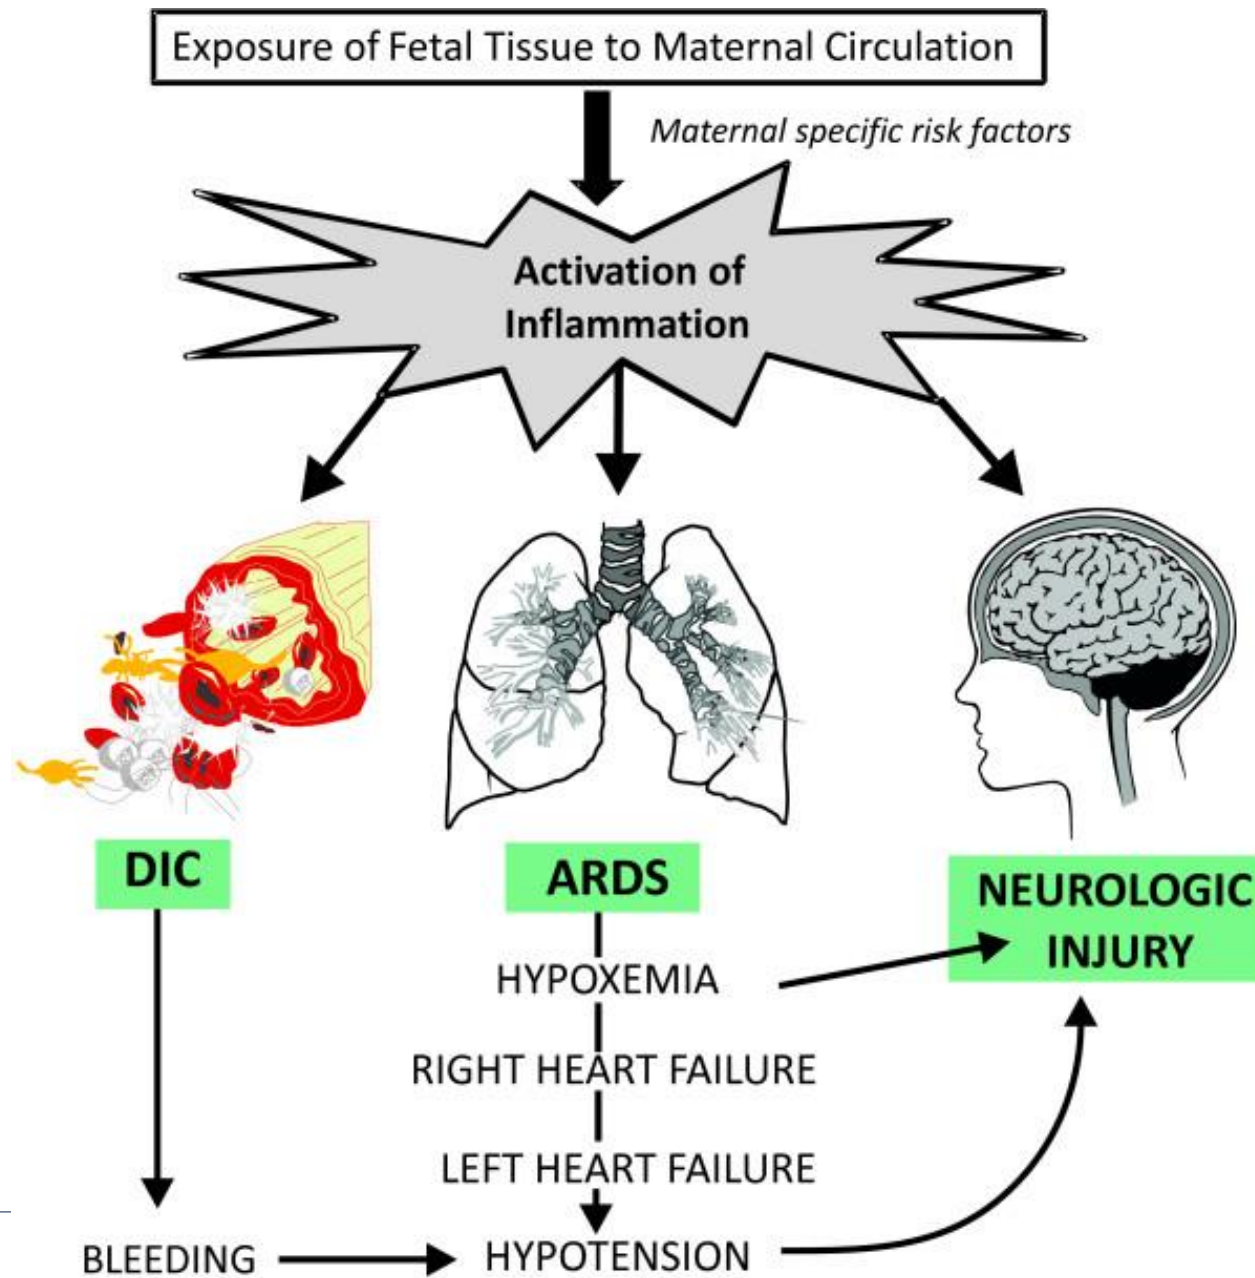 Exposure of Fetal Tissue to Maternal Circulation
Maternal specific risk factors
Activation of
Inflammation
DIC
ARDS
NEUROLOGIC
INJURY
HYPOXEMIA
RIGHT HEART FAILURE
LEFT HEART FAILURE
BLEEDING
HYPOTENSION